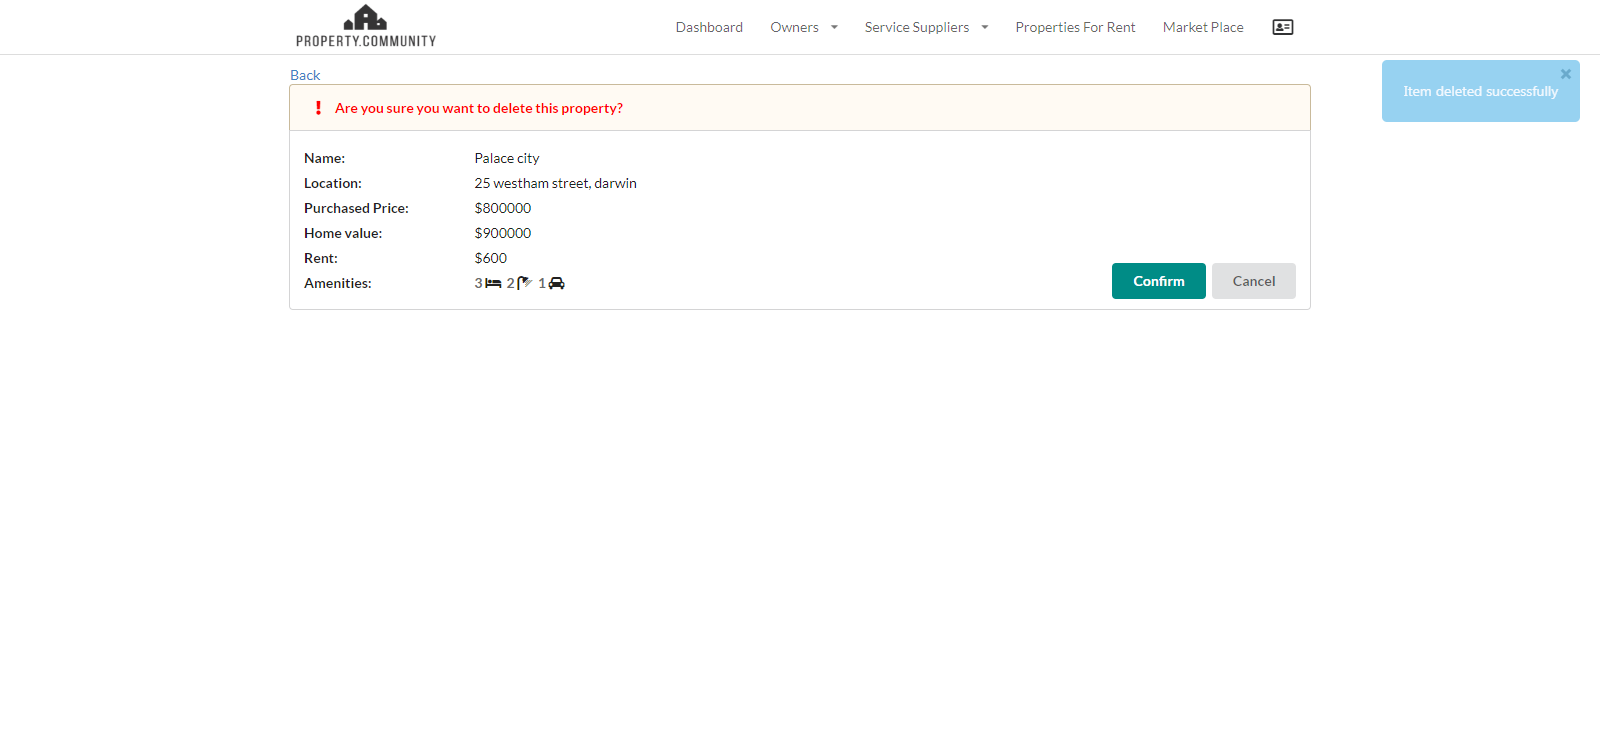 PROPERTY.COMMUNITY
Dashboard Owners Service Suppliers Properties For Rent Market Place
Back
Item deleted successfully
Are you sure you want to delete this property?
Name: Palace city
Location: 25 westham street, darwin
Purchased Price: $800000
Home value: $900000
Rent: $600
Amenities: 3 2 1
Confirm Cancel